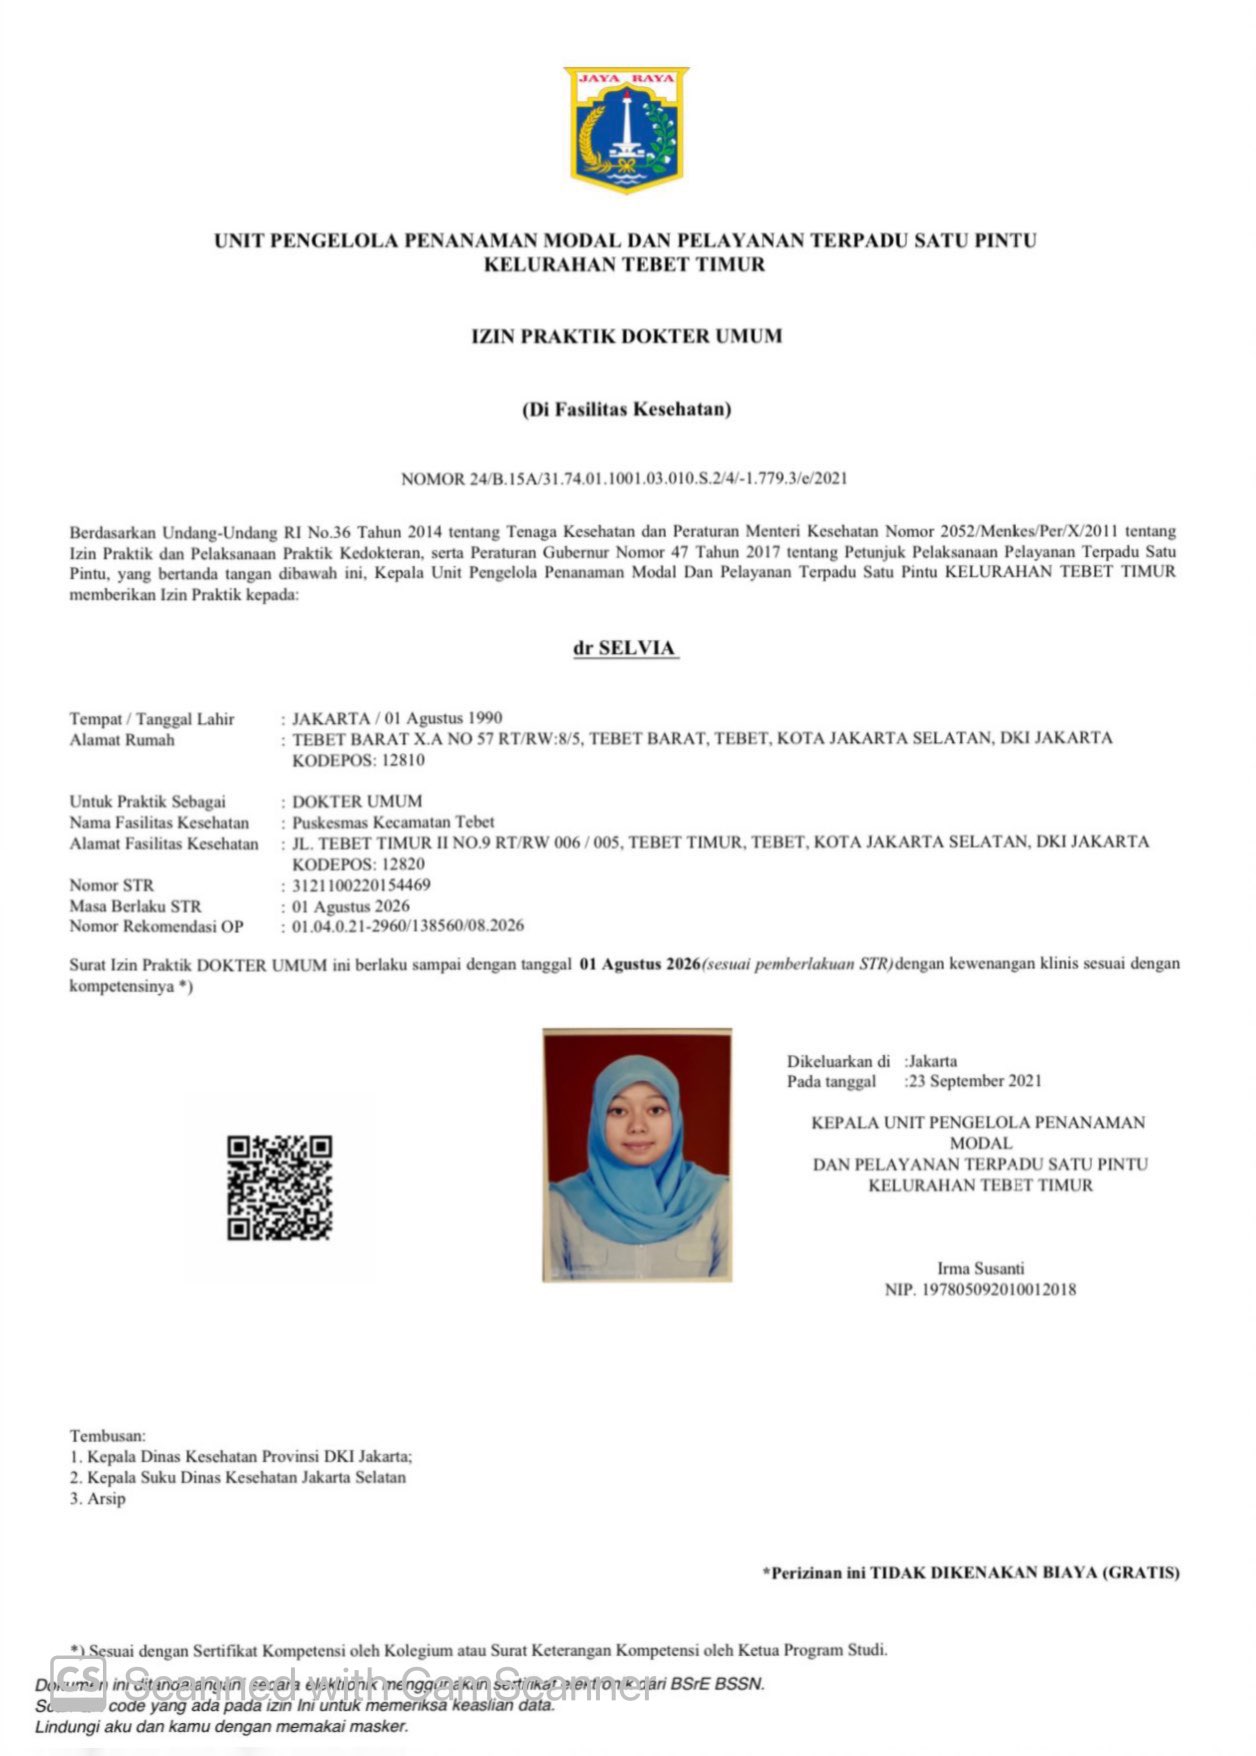 JAYA RAYA
UNIT PENGELOLA PENANAMAN MODAL DAN PELAYANAN TERPADU SATU PINTU
KELURAHAN TEBET TIMUR
IZIN PRAKTIK DOKTER UMUM
(Di Fasilitas Kesehatan)
NOMOR 24/B.15A/31.74.01.1001.03.010.S.2/4/-1.779.3/e/2021
Berdasarkan Undang-Undang RI No.36 Tahun 2014 tentang Tenaga Kesehatan dan Peraturan Menteri Kesehatan Nomor 2052/Menkes/Per/X/2011 tentang
Izin Praktik dan Pelaksanaan Praktik Kedokteran, serta Peraturan Gubernur Nomor 47 Tahun 2017 tentang Petunjuk Pelaksanaan Pelayanan Terpadu Satu
Pintu, yang bertanda tangan dibawah ini, Kepala Unit Pengelola Penanaman Modal Dan Pelayanan Terpadu Satu Pintu KELURAHAN TEBET TIMUR
memberikan Izin Praktik kepada:
dr SELVIA
Tempat / Tanggal Lahir : JAKARTA / 01 Agustus 1990
Alamat Rumah : TEBET BARAT X.A NO 57 RT/RW:8/5, TEBET BARAT, TEBET, KOTA JAKARTA SELATAN, DKI JAKARTA
KODEPOS: 12810
Untuk Praktik Sebagai : DOKTER UMUM
Nama Fasilitas Kesehatan : Puskesmas Kecamatan Tebet
Alamat Fasilitas Kesehatan : JL. TEBET TIMUR II NO.9 RT/RW 006 / 005, TEBET TIMUR, TEBET, KOTA JAKARTA SELATAN, DKI JAKARTA
KODEPOS: 12820
Nomor STR : 3121100220154469
Masa Berlaku STR : 01 Agustus 2026
Nomor Rekomendasi OP : 01.04.0.21-2960/138560/08.2026
Surat Izin Praktik DOKTER UMUM ini berlaku sampai dengan tanggal 01 Agustus 2026(sesuai pemberlakuan STR)dengan kewenangan klinis sesuai dengan
kompetensinya *)
Dikeluarkan di :Jakarta
Pada tanggal :23 September 2021
KEPALA UNIT PENGELOLA PENANAMAN
MODAL
DAN PELAYANAN TERPADU SATU PINTU
KELURAHAN TEBET TIMUR
Irma Susanti
NIP. 197805092010012018
Tembusan:
1. Kepala Dinas Kesehatan Provinsi DKI Jakarta;
2. Kepala Suku Dinas Kesehatan Jakarta Selatan
3. Arsip
*Perizinan ini TIDAK DIKENAKAN BIAYA (GRATIS)
*) Sesuai dengan Sertifikat Kompetensi oleh Kolegium atau Surat Keterangan Kompetensi oleh Ketua Program Studi.
CS Scanned with CamScanner
Dokumen ini ditandatangani secara elektronik menggunakan sertifikat elektronik dari BSrE BSSN.
code yang ada pada izin Ini untuk memeriksa keaslian data.
Lindungi aku dan kamu dengan memakai masker.